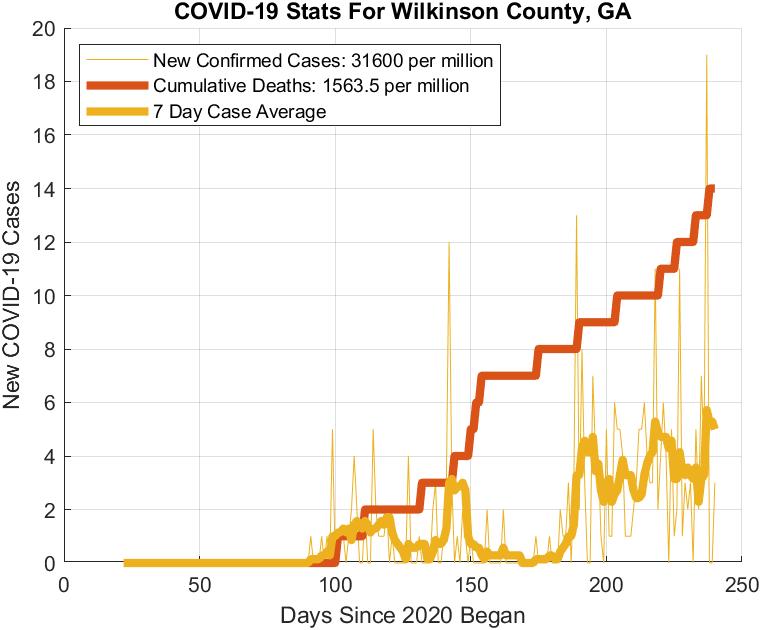 COVID-19 Stats For Wilkinson County, GA
New Confirmed Cases: 31600 per million
Cumulative Deaths: 1563.5 per million
7 Day Case Average
New COVID-19 Cases
20
18
16
14
12
10
8
6
4
2
0
0 50 100 150 200 250
Days Since 2020 Began